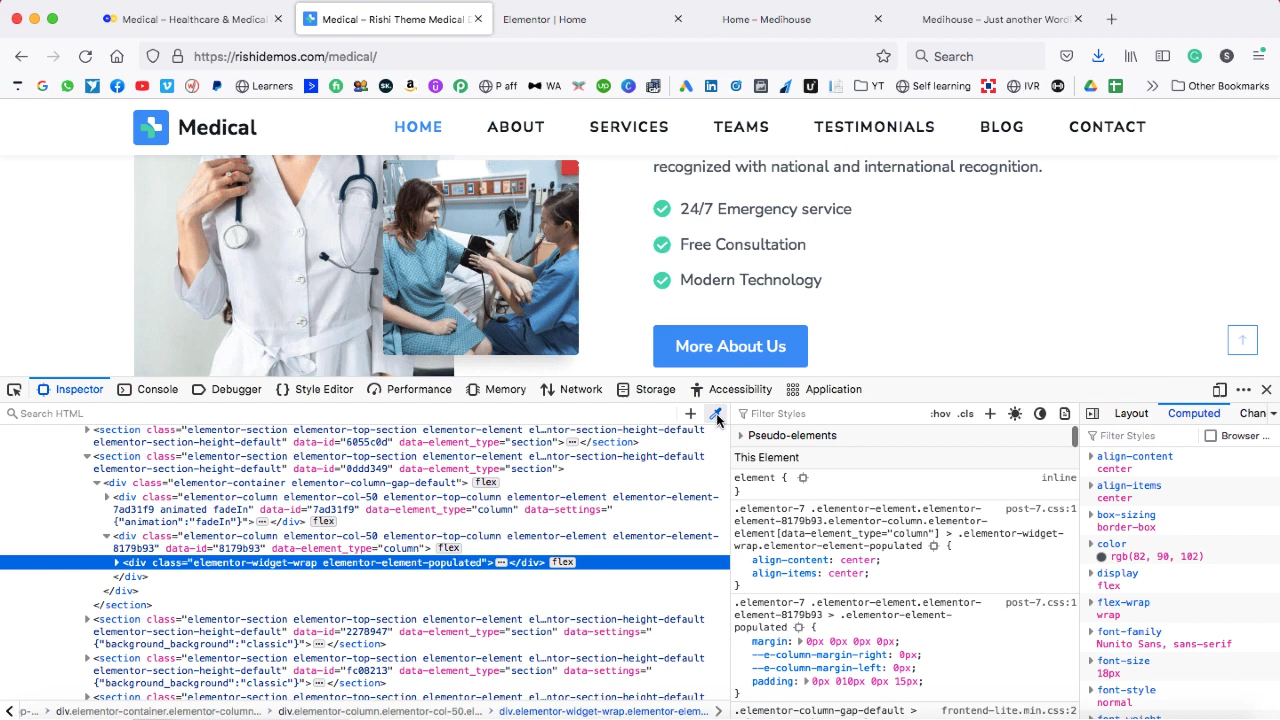 Medical – Healthcare & Medical
Medical – Rishi Theme Medical D
Elementor | Home
Home – Medihouse
Medihouse – Just another Word
https://rishidemos.com/medical/
Search
Learners
P aff
WA
YT
Self learning
IVR
Other Bookmarks
Medical
HOME
ABOUT
SERVICES
TEAMS
TESTIMONIALS
BLOG
CONTACT
recognized with national and international recognition.
24/7 Emergency service
Free Consultation
Modern Technology
More About Us
Inspector
Console
Debugger
Style Editor
Performance
Memory
Network
Storage
Accessibility
Application
Search HTML
<section class="elementor-section elementor-top-section elementor-element el…ntor-section-height-default
elementor-section-height-default" data-id="6055c0d" data-element_type="section"> </section>
<section class="elementor-section elementor-top-section elementor-element el…ntor-section-height-default
elementor-section-height-default" data-id="0ddd349" data-element_type="section">
<div class="elementor-container elementor-column-gap-default"> flex
<div class="elementor-column elementor-col-50 elementor-top-column elementor-element elementor-element-
7ad31f9 animated fadeIn" data-id="7ad31f9" data-element_type="column" data-settings="
{"animation":"fadeIn"}"> </div> flex
<div class="elementor-column elementor-col-50 elementor-top-column elementor-element elementor-element-
8179b93" data-id="8179b93" data-element_type="column"> flex
<div class="elementor-widget-wrap elementor-element-populated"> </div> flex
</div>
</div>
</section>
<section class="elementor-section elementor-top-section elementor-element el…ntor-section-height-default
elementor-section-height-default" data-id="2278947" data-element_type="section" data-settings="
{"background_background":"classic"}"> </section>
<section class="elementor-section elementor-top-section elementor-element el…ntor-section-height-default
elementor-section-height-default" data-id="fc08213" data-element_type="section" data-settings="
{"background_background":"classic"}"> </section>
<section class="elementor-section elementor-top-section elementor-element el…ntor-section-height-default
div.elementor-container.elementor-column…
div.elementor-column.elementor-col-50.el…
div.elementor-widget-wrap.elementor-elem…
Filter Styles
:hov .cls
Pseudo-elements
This Element
element { inline
}
.elementor-7 .elementor-element.elementor- post-7.css:1
element-8179b93.elementor-column.elementor-
element[data-element_type="column"] > .elementor-widget-
wrap.elementor-element-populated {
align-content: center;
align-items: center;
}
.elementor-7 .elementor-element.elementor- post-7.css:1
element-8179b93 > .elementor-element-
populated {
margin: 0px 0px 0px 0px;
--e-column-margin-right: 0px;
--e-column-margin-left: 0px;
padding: 0px 010px 0px 15px;
}
.elementor-column-gap-default > frontend-lite.min.css:2
Layout
Computed
Chan
Filter Styles
Browser ...
align-content
center
align-items
center
box-sizing
border-box
color
rgb(82, 90, 102)
display
flex
flex-wrap
wrap
font-family
Nunito Sans, sans-serif
font-size
18px
font-style
normal
font-weight